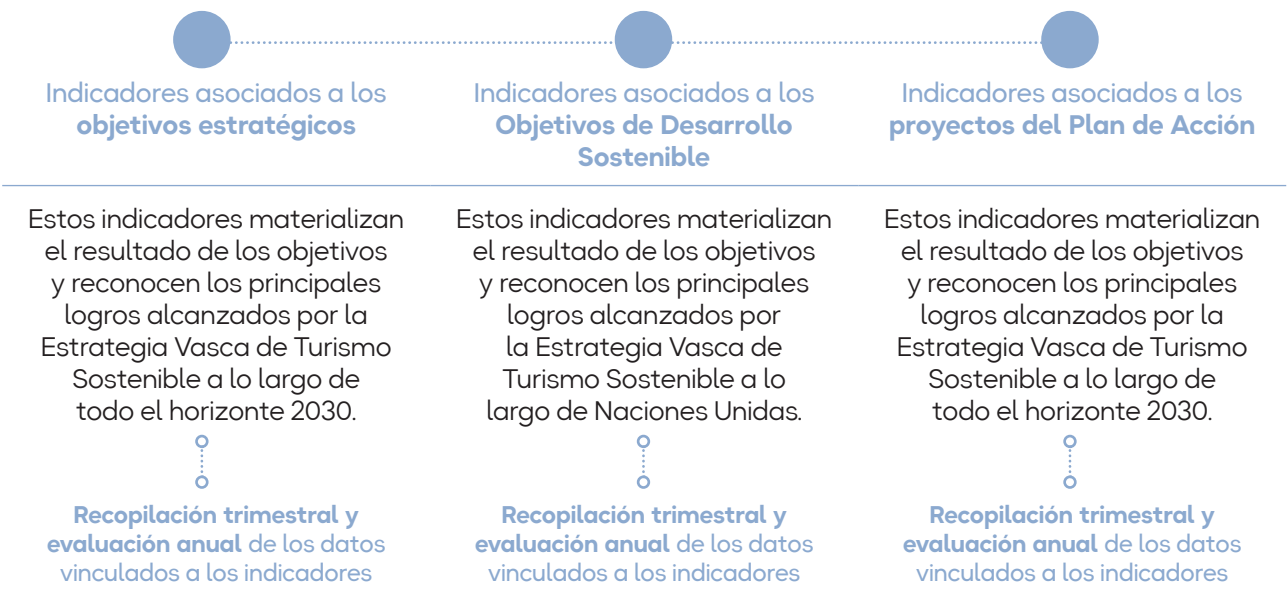 Indicadores asociados a los
objetivos estratégicos
Estos indicadores materializan
el resultado de los objetivos
y reconocen los principales
logros alcanzados por la
Estrategia Vasca de Turismo
Sostenible a lo largo de
todo el horizonte 2030.
Recopilación trimestral y
evaluación anual de los datos
vinculados a los indicadores
Indicadores asociados a los
Objetivos de Desarrollo
Sostenible
Estos indicadores materializan
el resultado de los objetivos
y reconocen los principales
logros alcanzados por
la Estrategia Vasca de
Turismo Sostenible a lo
largo de Naciones Unidas.
Recopilación trimestral y
evaluación anual de los datos
vinculados a los indicadores
Indicadores asociados a los
proyectos del Plan de Acción
Estos indicadores materializan
el resultado de los objetivos
y reconocen los principales
logros alcanzados por la
Estrategia Vasca de Turismo
Sostenible a lo largo de
todo el horizonte 2030.
Recopilación trimestral y
evaluación anual de los datos
vinculados a los indicadores